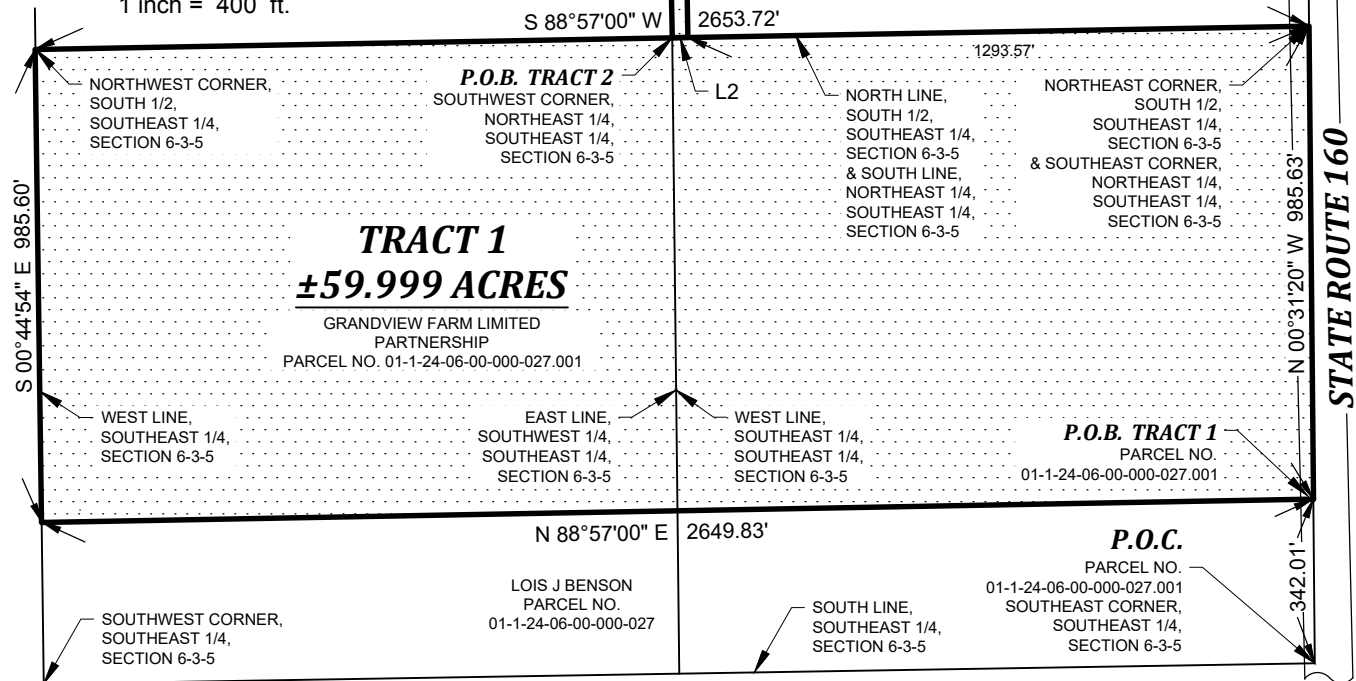 1 inch = 400 ft.
S 88°57'00" W 2653.72'
1293.57'
NORTHWEST CORNER,
SOUTH 1/2,
SOUTHEAST 1/4,
SECTION 6-3-5
P.O.B. TRACT 2
SOUTHWEST CORNER,
NORTHEAST 1/4,
SOUTHEAST 1/4,
SECTION 6-3-5
L2
NORTH LINE,
SOUTH 1/2,
SOUTHEAST 1/4,
SECTION 6-3-5
& SOUTH LINE,
NORTHEAST 1/4,
SOUTHEAST 1/4,
SECTION 6-3-5
NORTHEAST CORNER,
SOUTH 1/2,
SOUTHEAST 1/4,
SECTION 6-3-5
& SOUTHEAST CORNER,
NORTHEAST 1/4,
SOUTHEAST 1/4,
SECTION 6-3-5
S 00°44'54" E 985.60'
TRACT 1
±59.999 ACRES
GRANDVIEW FARM LIMITED
PARTNERSHIP
PARCEL NO. 01-1-24-06-00-000-027.001
N 00°31'20" W 985.63'
STATE ROUTE 160
WEST LINE,
SOUTHEAST 1/4,
SECTION 6-3-5
EAST LINE,
SOUTHWEST 1/4,
SOUTHEAST 1/4,
SECTION 6-3-5
WEST LINE,
SOUTHEAST 1/4,
SOUTHEAST 1/4,
SECTION 6-3-5
P.O.B. TRACT 1
PARCEL NO.
01-1-24-06-00-000-027.001
N 88°57'00" E 2649.83'
P.O.C.
PARCEL NO.
01-1-24-06-00-000-027.001
SOUTHEAST CORNER,
SOUTHEAST 1/4,
SECTION 6-3-5
342.01'
LOIS J BENSON
PARCEL NO.
01-1-24-06-00-000-027
SOUTHWEST CORNER,
SOUTHEAST 1/4,
SECTION 6-3-5
SOUTH LINE,
SOUTHEAST 1/4,
SECTION 6-3-5